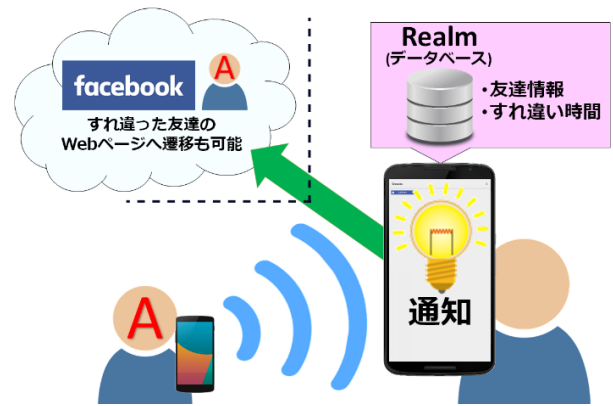 facebook
A
すれ違った友達の
Webページへ遷移も可能
Realm
(データベース)
・友達情報
・すれ違い時間
通知
A